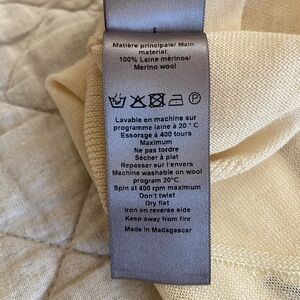 Matière principale/ Main
material:
100% Laine mérinos/
Merino wool
Lavable en machine sur
programme laine à 20 ° C
Essorage à 400 tours
Maximum
Ne pas tordre
Sécher à plat
Repasser sur l'envers
Machine washable on wool
program 20°C.
Spin at 400 rpm maximum
Don't twist
Dry flat
Iron on reverse side
Keep away from fire
Made in Madagascar